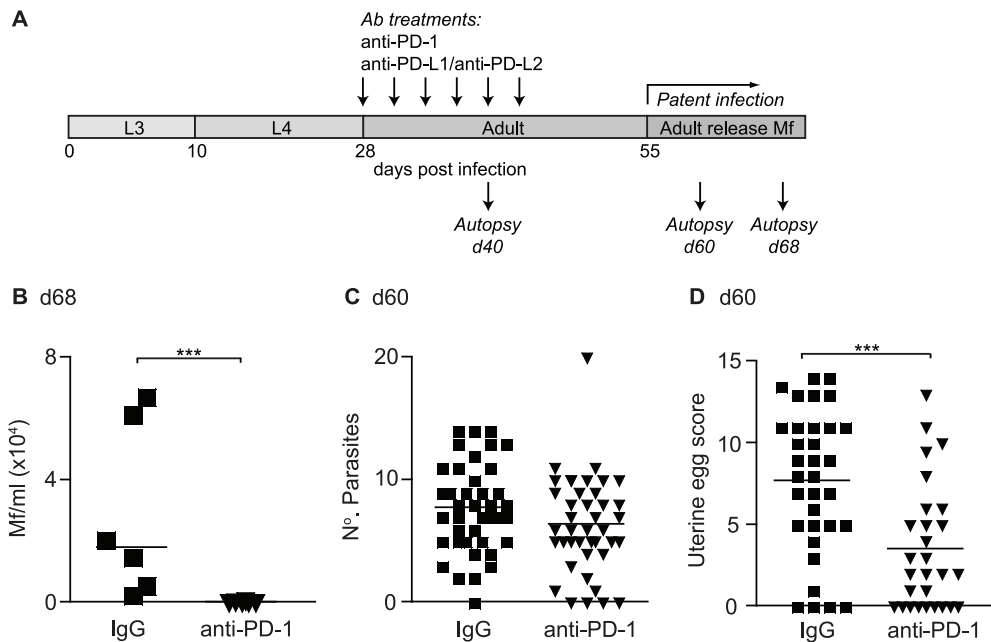 A
Ab treatments:
anti-PD-1
anti-PD-L1/anti-PD-L2
Patent infection
L3 L4 Adult Adult release Mf
0 10 28 55
days post infection
Autopsy d40
Autopsy d60
Autopsy d68
B d68
***
Mf/ml (x10⁴)
8
4
0
IgG anti-PD-1
C d60
Nº. Parasites
20
10
0
IgG anti-PD-1
D d60
***
Uterine egg score
15
10
5
0
IgG anti-PD-1